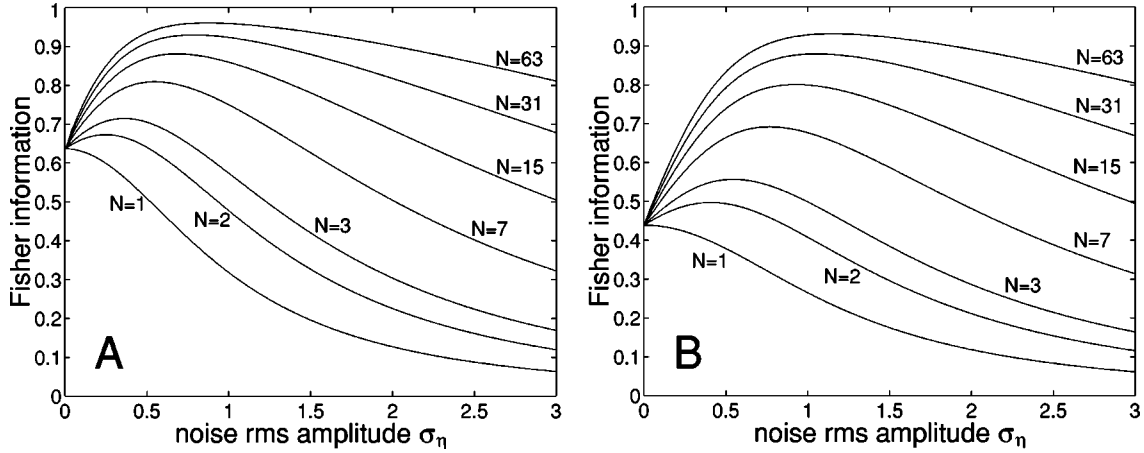 1
0.9
0.8
0.7
0.6
0.5
0.4
0.3
0.2
0.1
0
Fisher information
N=63
N=31
N=15
N=7
N=3
N=2
N=1
A
0 0.5 1 1.5 2 2.5 3
noise rms amplitude ση
1
0.9
0.8
0.7
0.6
0.5
0.4
0.3
0.2
0.1
0
Fisher information
N=63
N=31
N=15
N=7
N=3
N=2
N=1
B
0 0.5 1 1.5 2 2.5 3
noise rms amplitude ση